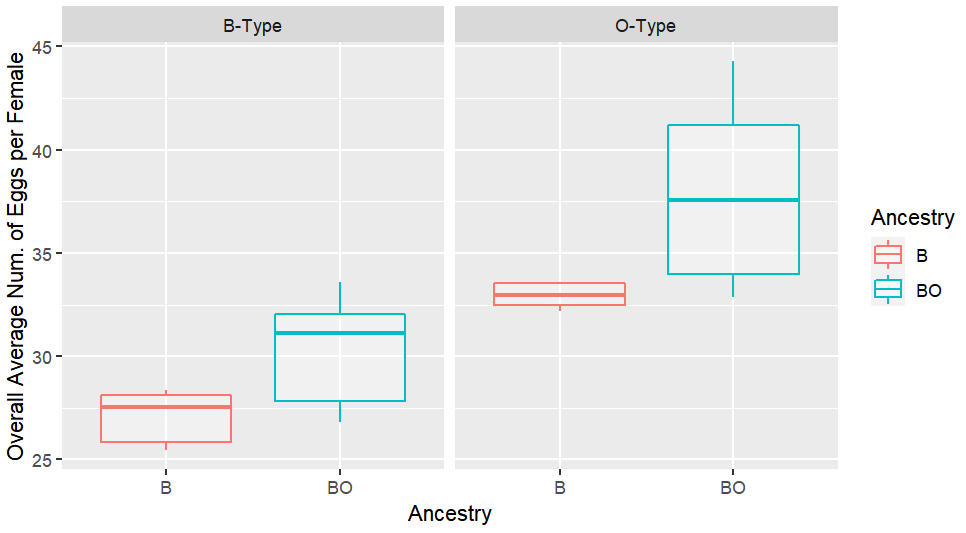 B-Type
O-Type
Overall Average Num. of Eggs per Female
45
40
35
30
25
B
BO
B
BO
Ancestry
Ancestry
B
BO